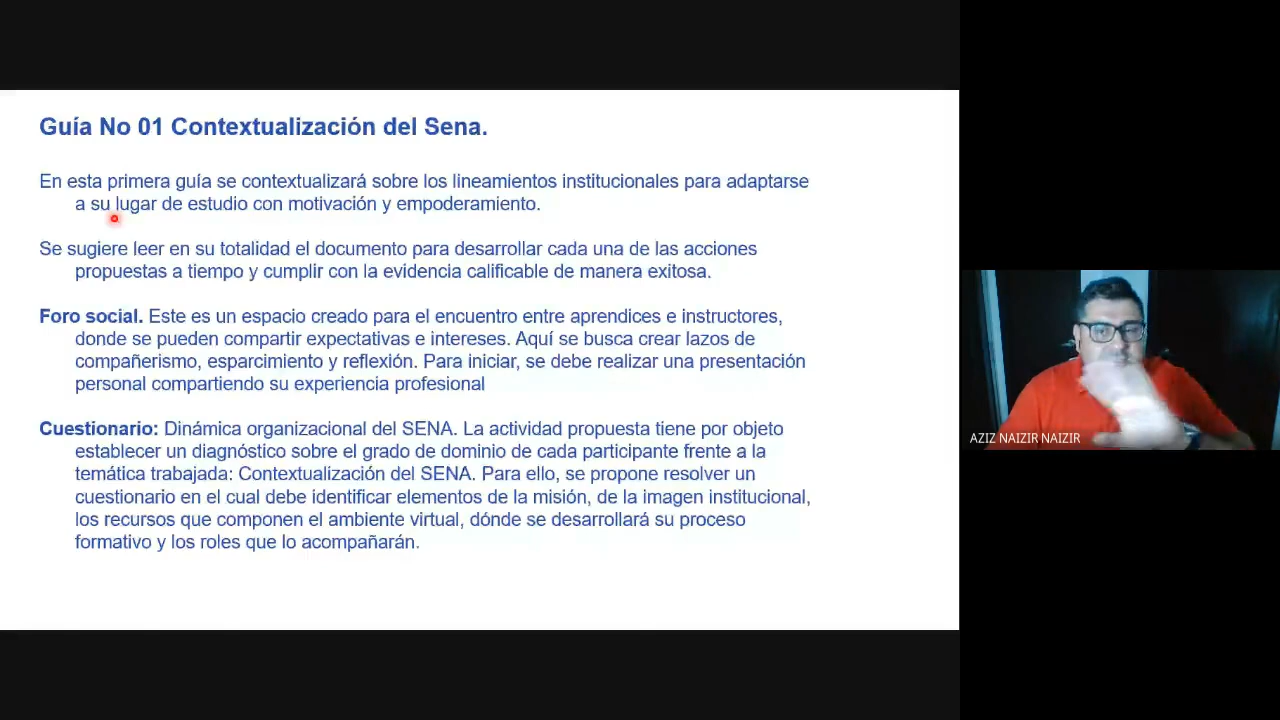 Guía No 01 Contextualización del Sena.
En esta primera guía se contextualizará sobre los lineamientos institucionales para adaptarse
a su lugar de estudio con motivación y empoderamiento.
Se sugiere leer en su totalidad el documento para desarrollar cada una de las acciones
propuestas a tiempo y cumplir con la evidencia calificable de manera exitosa.
Foro social. Este es un espacio creado para el encuentro entre aprendices e instructores,
donde se pueden compartir expectativas e intereses. Aquí se busca crear lazos de
compañerismo, esparcimiento y reflexión. Para iniciar, se debe realizar una presentación
personal compartiendo su experiencia profesional
Cuestionario: Dinámica organizacional del SENA. La actividad propuesta tiene por objeto
establecer un diagnóstico sobre el grado de dominio de cada participante frente a la
temática trabajada: Contextualización del SENA. Para ello, se propone resolver un
cuestionario en el cual debe identificar elementos de la misión, de la imagen institucional,
los recursos que componen el ambiente virtual, dónde se desarrollará su proceso
formativo y los roles que lo acompañarán.
AZIZ NAIZIR NAIZIR